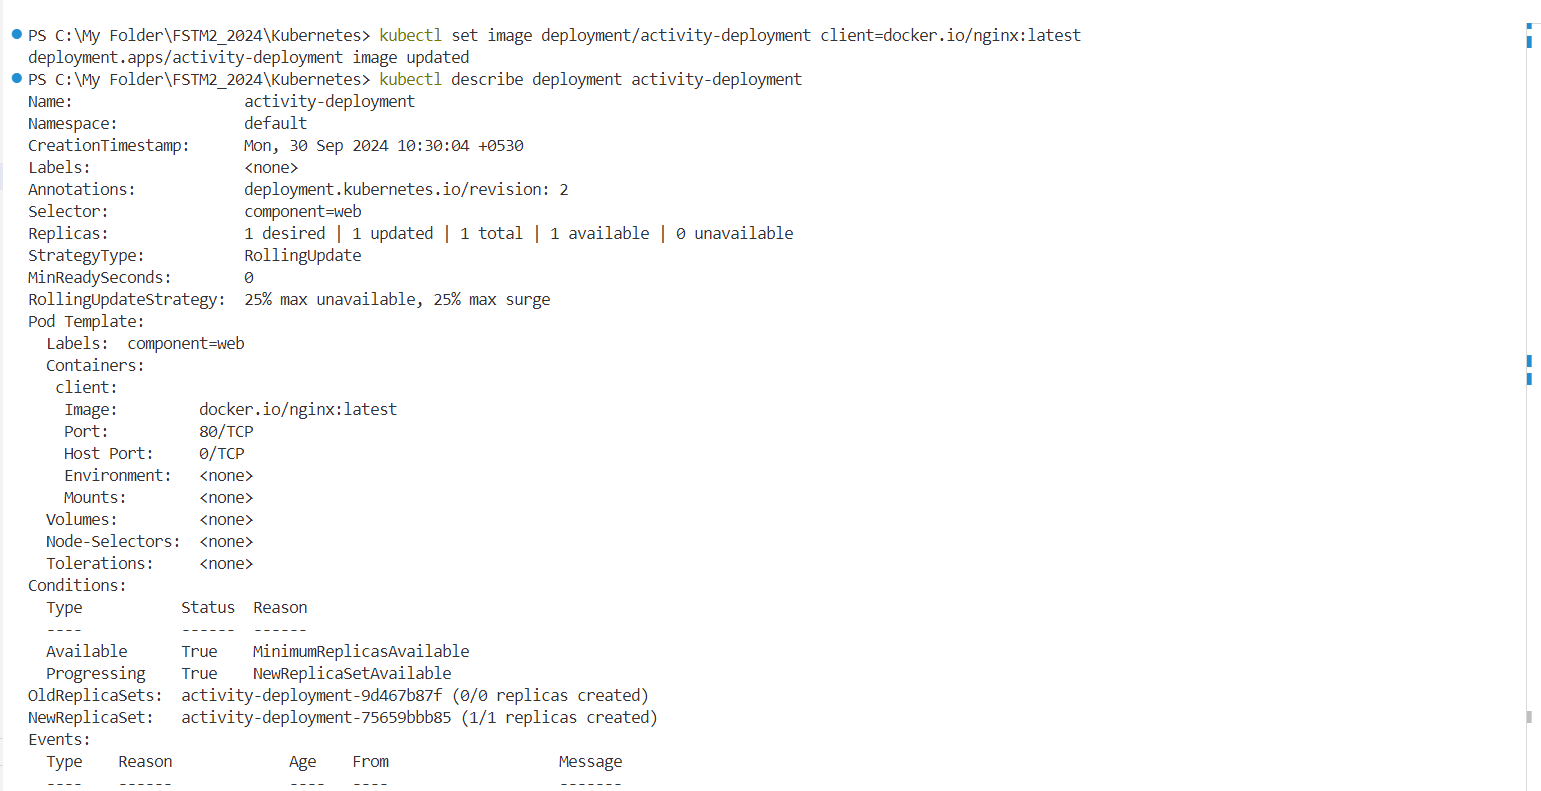 PS C:\My Folder\FSTM2_2024\Kubernetes> kubectl set image deployment/activity-deployment client=docker.io/nginx:latest
deployment.apps/activity-deployment image updated
PS C:\My Folder\FSTM2_2024\Kubernetes> kubectl describe deployment activity-deployment
Name:                   activity-deployment
Namespace:              default
CreationTimestamp:      Mon, 30 Sep 2024 10:30:04 +0530
Labels:                 <none>
Annotations:            deployment.kubernetes.io/revision: 2
Selector:               component=web
Replicas:               1 desired | 1 updated | 1 total | 1 available | 0 unavailable
StrategyType:           RollingUpdate
MinReadySeconds:        0
RollingUpdateStrategy:  25% max unavailable, 25% max surge
Pod Template:
  Labels:  component=web
  Containers:
   client:
    Image:         docker.io/nginx:latest
    Port:          80/TCP
    Host Port:     0/TCP
    Environment:   <none>
    Mounts:        <none>
  Volumes:         <none>
  Node-Selectors:  <none>
  Tolerations:     <none>
Conditions:
  Type           Status  Reason
  ----           ------  ------
  Available      True    MinimumReplicasAvailable
  Progressing    True    NewReplicaSetAvailable
OldReplicaSets:  activity-deployment-9d467b87f (0/0 replicas created)
NewReplicaSet:   activity-deployment-75659bbb85 (1/1 replicas created)
Events:
  Type    Reason             Age   From                   Message
  ----    ------             ----  ----                   -------